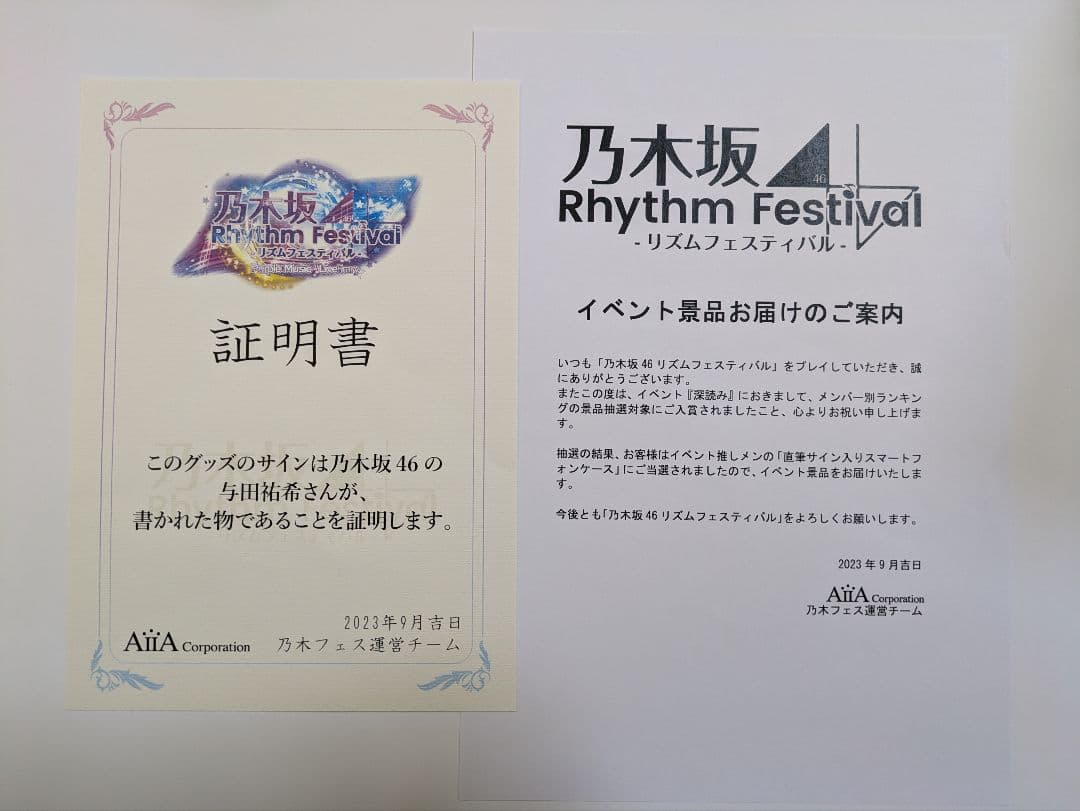 乃木坂46
Rhythm Festival
-リズムフェスティバル-
証明書
このグッズのサインは乃木坂46の
与田祐希さんが、
書かれた物であることを証明します。
2023年9月吉日
AiiA Corporation 乃木フェス運営チーム
乃木坂46
Rhythm Festival
-リズムフェスティバル-
イベント景品お届けのご案内
いつも「乃木坂46リズムフェスティバル」をプレイしていただき、誠
にありがとうございます。
またこの度は、イベント『深読み』におきまして、メンバー別ランキン
グの景品抽選対象にご入賞されましたこと、心よりお祝い申し上げま
す。
抽選の結果、お客様はイベント推しメンの「直筆サイン入りスマートフ
ォンケース」にご当選されましたので、イベント景品をお届けいたしま
す。
今後とも「乃木坂46リズムフェスティバル」をよろしくお願いします。
2023年9月吉日
AiiA Corporation
乃木フェス運営チーム